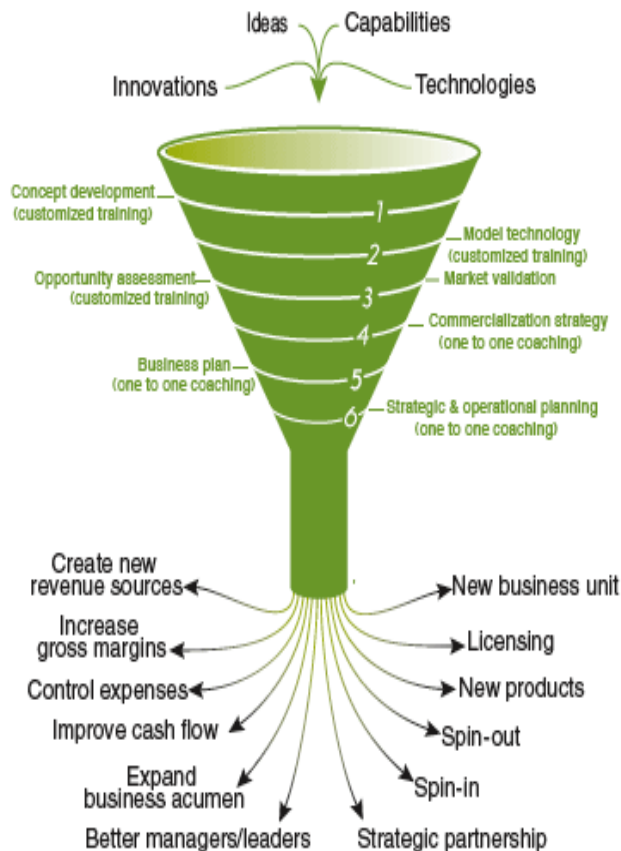 Ideas
Capabilities
Innovations
Technologies
Concept development
(customized training)
1
2
Model technology
(customized training)
Opportunity assessment
(customized training)
3
Market validation
4
Commercialization strategy
(one to one coaching)
Business plan
(one to one coaching)
5
6
Strategic & operational planning
(one to one coaching)
Create new
revenue sources
New business unit
Increase
gross margins
Licensing
Control expenses
New products
Improve cash flow
Spin-out
Expand
business acumen
Spin-in
Better managers/leaders
Strategic partnership